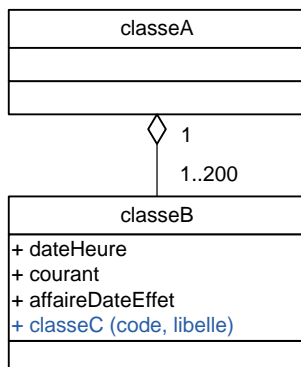 classeA
1
1..200
classeB
+ dateHeure
+ courant
+ affaireDateEffet
+ classeC (code, libelle)